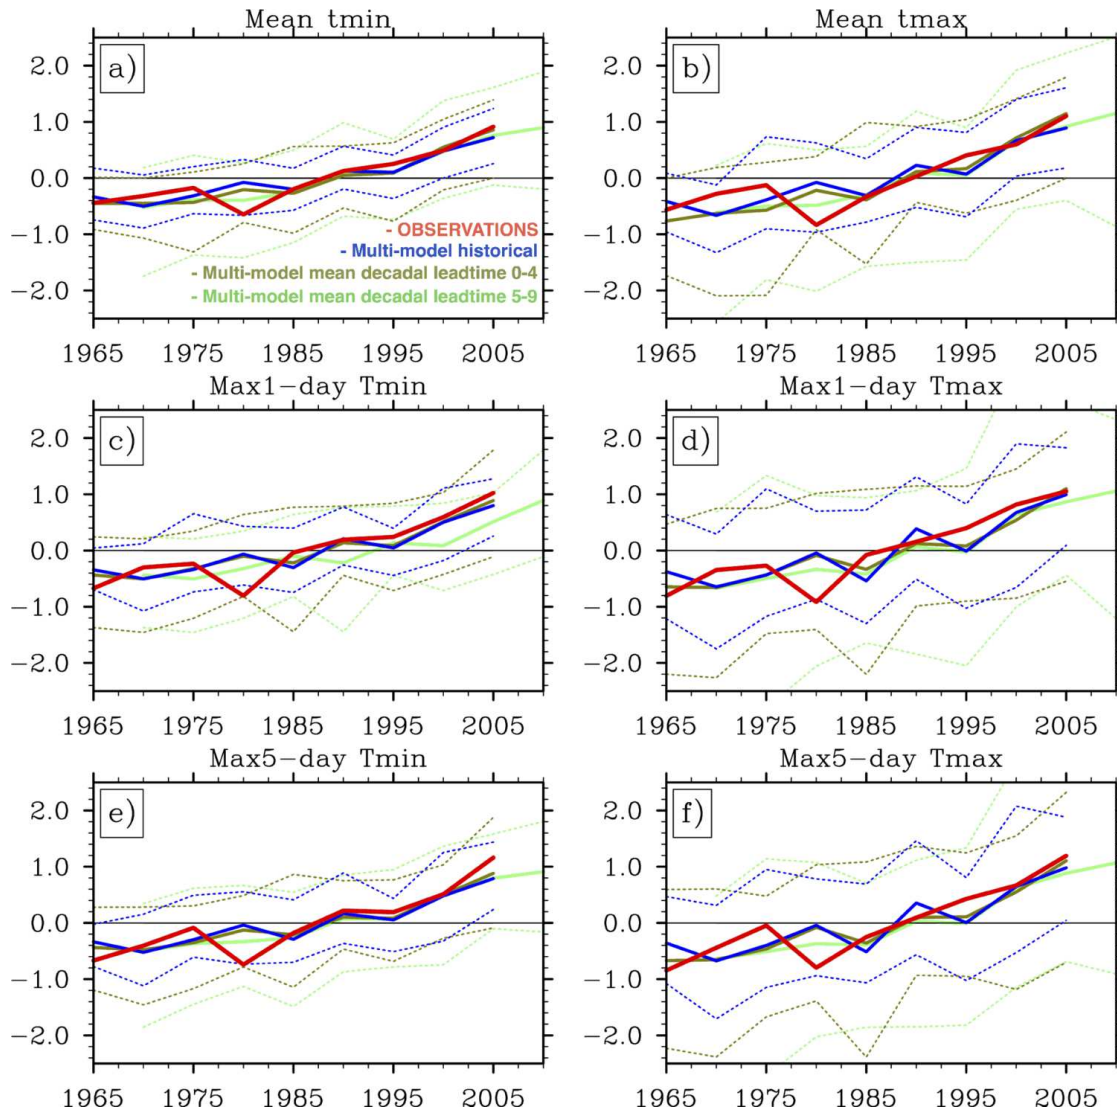 Mean tmin
Mean tmax
a)
2.0
1.0
0.0
−1.0
−2.0
- OBSERVATIONS
- Multi-model historical
- Multi-model mean decadal leadtime 0-4
- Multi-model mean decadal leadtime 5-9
1965 1975 1985 1995 2005
b)
2.0
1.0
0.0
−1.0
−2.0
1965 1975 1985 1995 2005
Max1−day Tmin
Max1−day Tmax
c)
2.0
1.0
0.0
−1.0
−2.0
1965 1975 1985 1995 2005
d)
2.0
1.0
0.0
−1.0
−2.0
1965 1975 1985 1995 2005
Max5−day Tmin
Max5−day Tmax
e)
2.0
1.0
0.0
−1.0
−2.0
1965 1975 1985 1995 2005
f)
2.0
1.0
0.0
−1.0
−2.0
1965 1975 1985 1995 2005